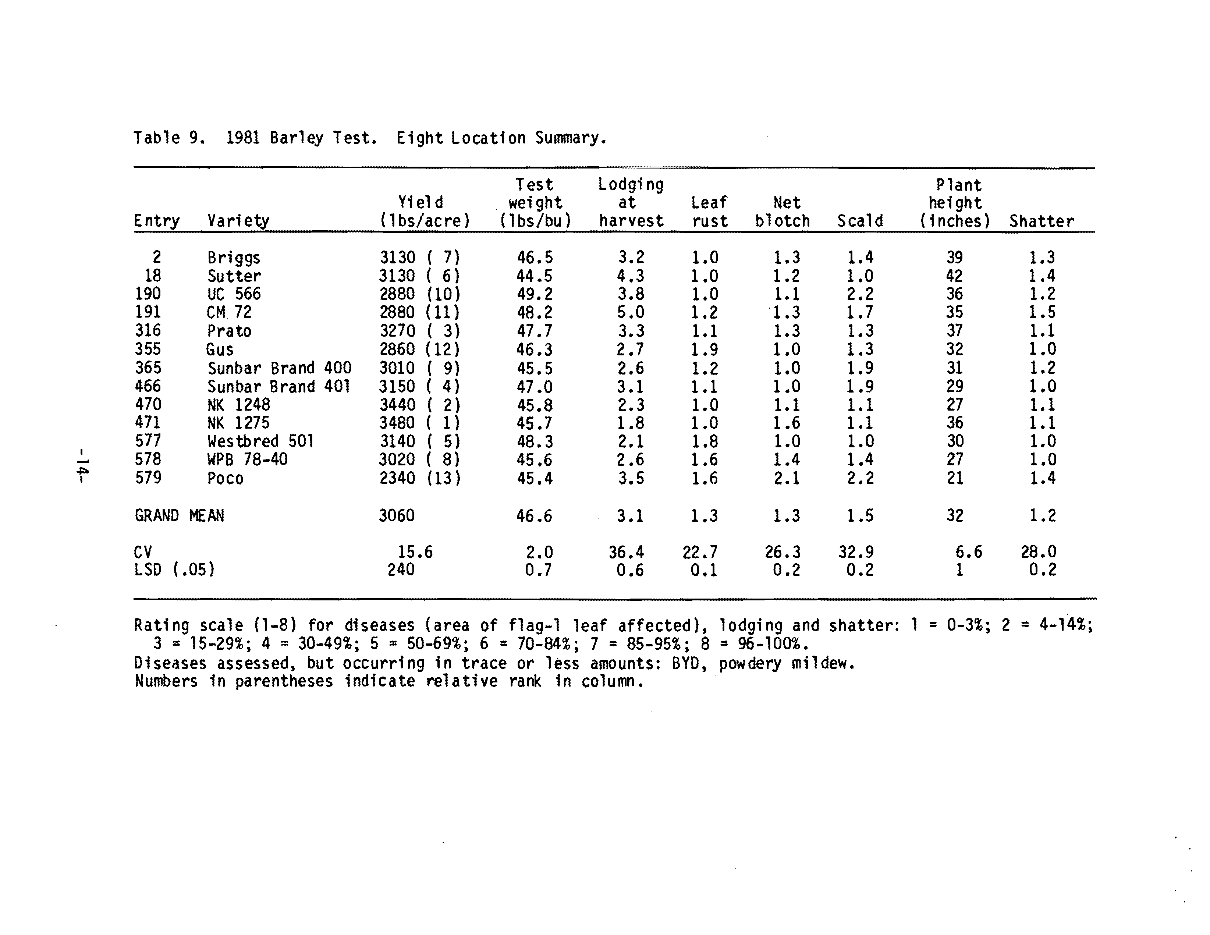 Table 9. 1981 Barley Test. Eight Location Summary.
Test Lodging Plant
Yield weight at Leaf Net height
Entry Variety (lbs/acre) (lbs/bu) harvest rust blotch Scald (inches) Shatter
2 Briggs 3130 ( 7) 46.5 3.2 1.0 1.3 1.4 39 1.3
18 Sutter 3130 ( 6) 44.5 4.3 1.0 1.2 1.0 42 1.4
190 UC 566 2880 (10) 49.2 3.8 1.0 1.1 2.2 36 1.2
191 CM 72 2880 (11) 48.2 5.0 1.2 1.3 1.7 35 1.5
316 Prato 3270 ( 3) 47.7 3.3 1.1 1.3 1.3 37 1.1
355 Gus 2860 (12) 46.3 2.7 1.9 1.0 1.3 32 1.0
365 Sunbar Brand 400 3010 ( 9) 45.5 2.6 1.2 1.0 1.9 31 1.2
466 Sunbar Brand 401 3150 ( 4) 47.0 3.1 1.1 1.0 1.9 29 1.0
470 NK 1248 3440 ( 2) 45.8 2.3 1.0 1.1 1.1 27 1.1
471 NK 1275 3480 ( 1) 45.7 1.8 1.0 1.6 1.1 36 1.1
577 Westbred 501 3140 ( 5) 48.3 2.1 1.8 1.0 1.0 30 1.0
578 WPB 78-40 3020 ( 8) 45.6 2.6 1.6 1.4 1.4 27 1.0
579 Poco 2340 (13) 45.4 3.5 1.6 2.1 2.2 21 1.4
GRAND MEAN 3060 46.6 3.1 1.3 1.3 1.5 32 1.2
CV 15.6 2.0 36.4 22.7 26.3 32.9 6.6 28.0
LSD (.05) 240 0.7 0.6 0.1 0.2 0.2 1 0.2
Rating scale (1-8) for diseases (area of flag-1 leaf affected), lodging and shatter: 1 = 0-3%; 2 = 4-14%;
3 = 15-29%; 4 = 30-49%; 5 = 50-69%; 6 = 70-84%; 7 = 85-95%; 8 = 96-100%.
Diseases assessed, but occurring in trace or less amounts: BYD, powdery mildew.
Numbers in parentheses indicate relative rank in column.
-14-